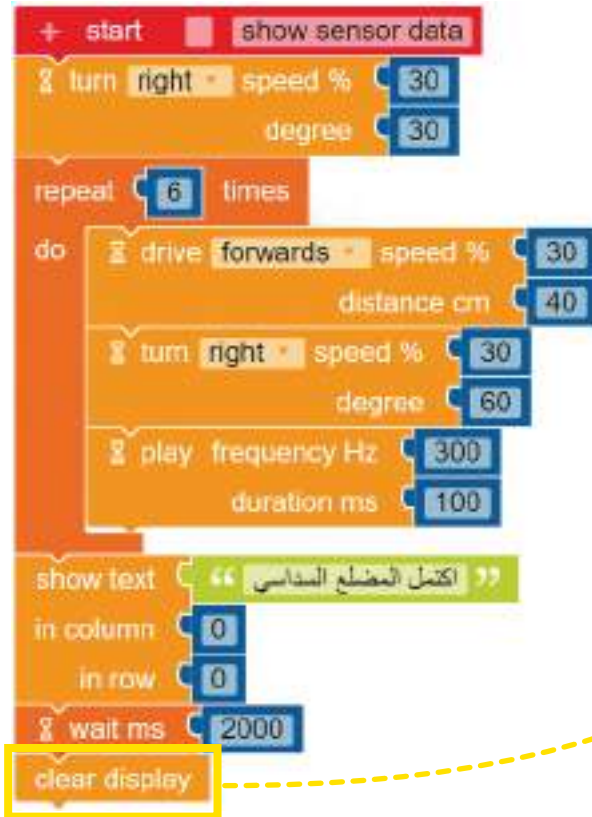 + start show sensor data
turn right speed % 30
degree 30
repeat 6 times
do drive forwards speed % 30
distance cm 40
turn right speed % 30
degree 60
play frequency Hz 300
duration ms 100
show text “ اكتمل المضلع السداسي ”
in column 0
in row 0
wait ms 2000
clear display